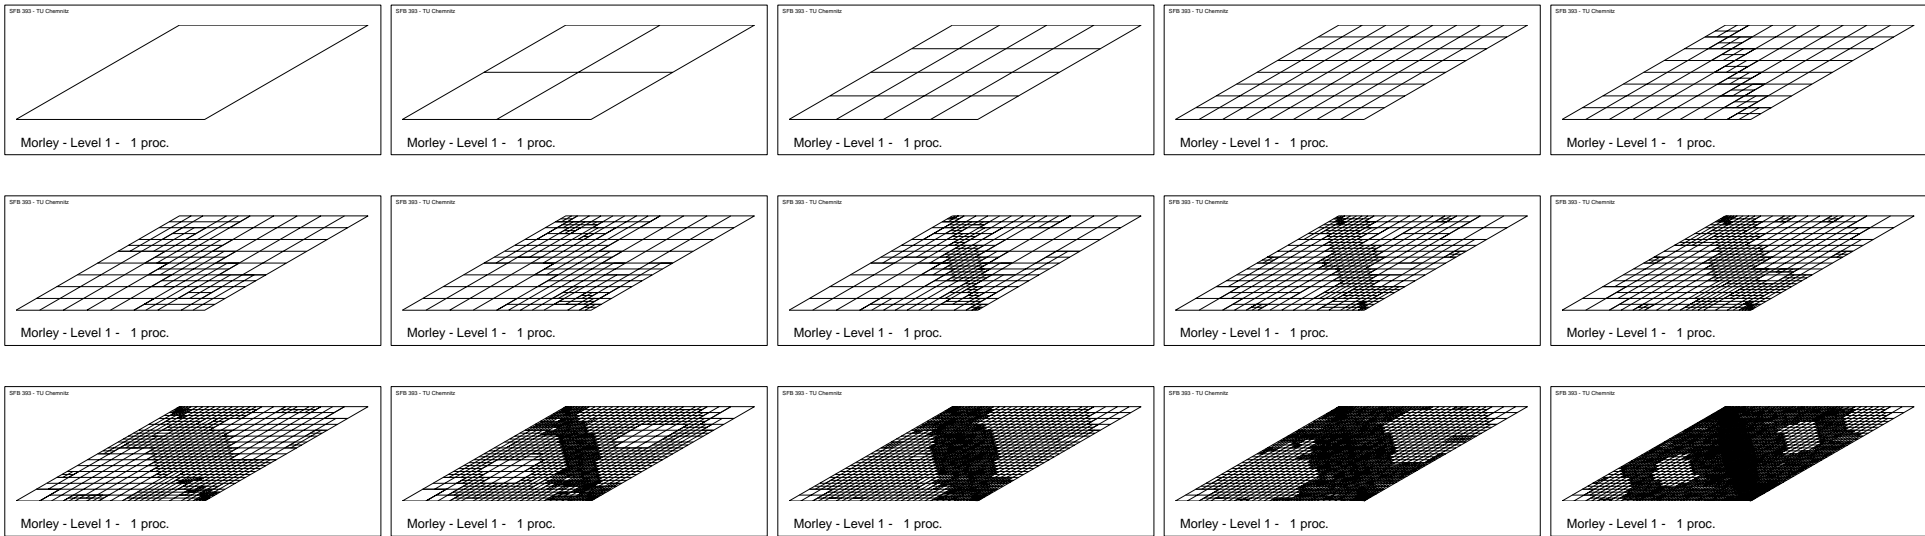 SFB 393 - TU Chemnitz
SFB 393 - TU Chemnitz
SFB 393 - TU Chemnitz
SFB 393 - TU Chemnitz
SFB 393 - TU Chemnitz
Morley - Level 1 - 1 proc.
Morley - Level 1 - 1 proc.
Morley - Level 1 - 1 proc.
Morley - Level 1 - 1 proc.
Morley - Level 1 - 1 proc.
SFB 393 - TU Chemnitz
SFB 393 - TU Chemnitz
SFB 393 - TU Chemnitz
SFB 393 - TU Chemnitz
SFB 393 - TU Chemnitz
Morley - Level 1 - 1 proc.
Morley - Level 1 - 1 proc.
Morley - Level 1 - 1 proc.
Morley - Level 1 - 1 proc.
Morley - Level 1 - 1 proc.
SFB 393 - TU Chemnitz
SFB 393 - TU Chemnitz
SFB 393 - TU Chemnitz
SFB 393 - TU Chemnitz
SFB 393 - TU Chemnitz
Morley - Level 1 - 1 proc.
Morley - Level 1 - 1 proc.
Morley - Level 1 - 1 proc.
Morley - Level 1 - 1 proc.
Morley - Level 1 - 1 proc.